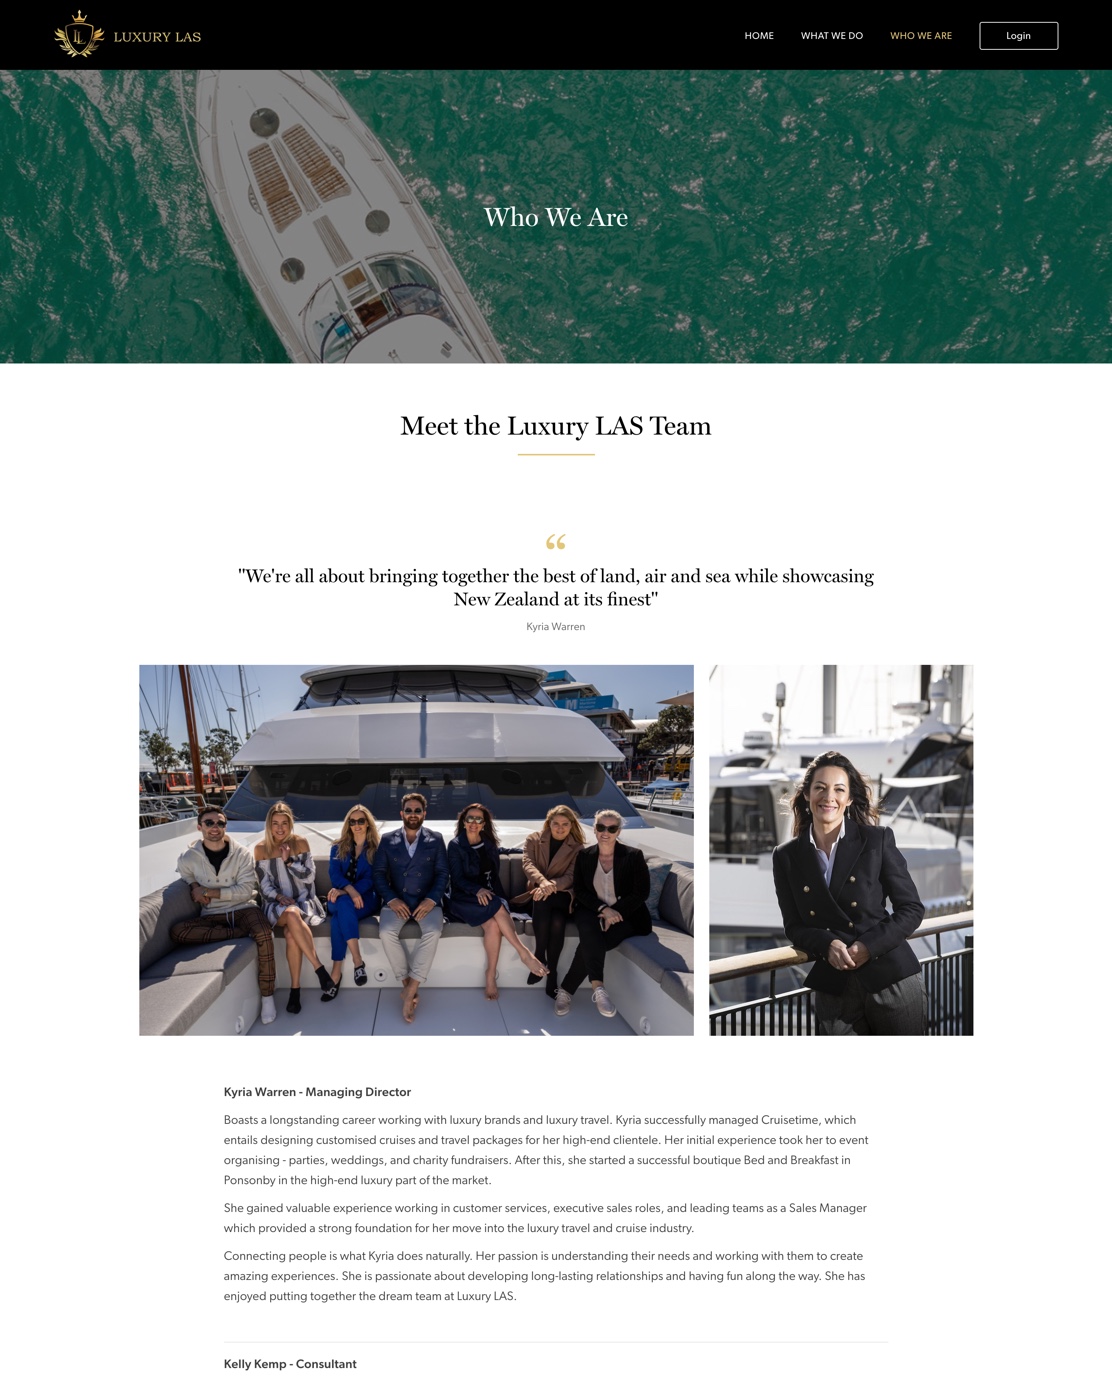 LUXURY LAS
HOME WHAT WE DO WHO WE ARE Login
Who We Are
Meet the Luxury LAS Team
“
"We're all about bringing together the best of land, air and sea while showcasing
New Zealand at its finest"
Kyria Warren
Kyria Warren - Managing Director
Boasts a longstanding career working with luxury brands and luxury travel. Kyria successfully managed Cruisetime, which
entails designing customised cruises and travel packages for her high-end clientele. Her initial experience took her to event
organising - parties, weddings, and charity fundraisers. After this, she started a successful boutique Bed and Breakfast in
Ponsonby in the high-end luxury part of the market.
She gained valuable experience working in customer services, executive sales roles, and leading teams as a Sales Manager
which provided a strong foundation for her move into the luxury travel and cruise industry.
Connecting people is what Kyria does naturally. Her passion is understanding their needs and working with them to create
amazing experiences. She is passionate about developing long-lasting relationships and having fun along the way. She has
enjoyed putting together the dream team at Luxury LAS.
Kelly Kemp - Consultant